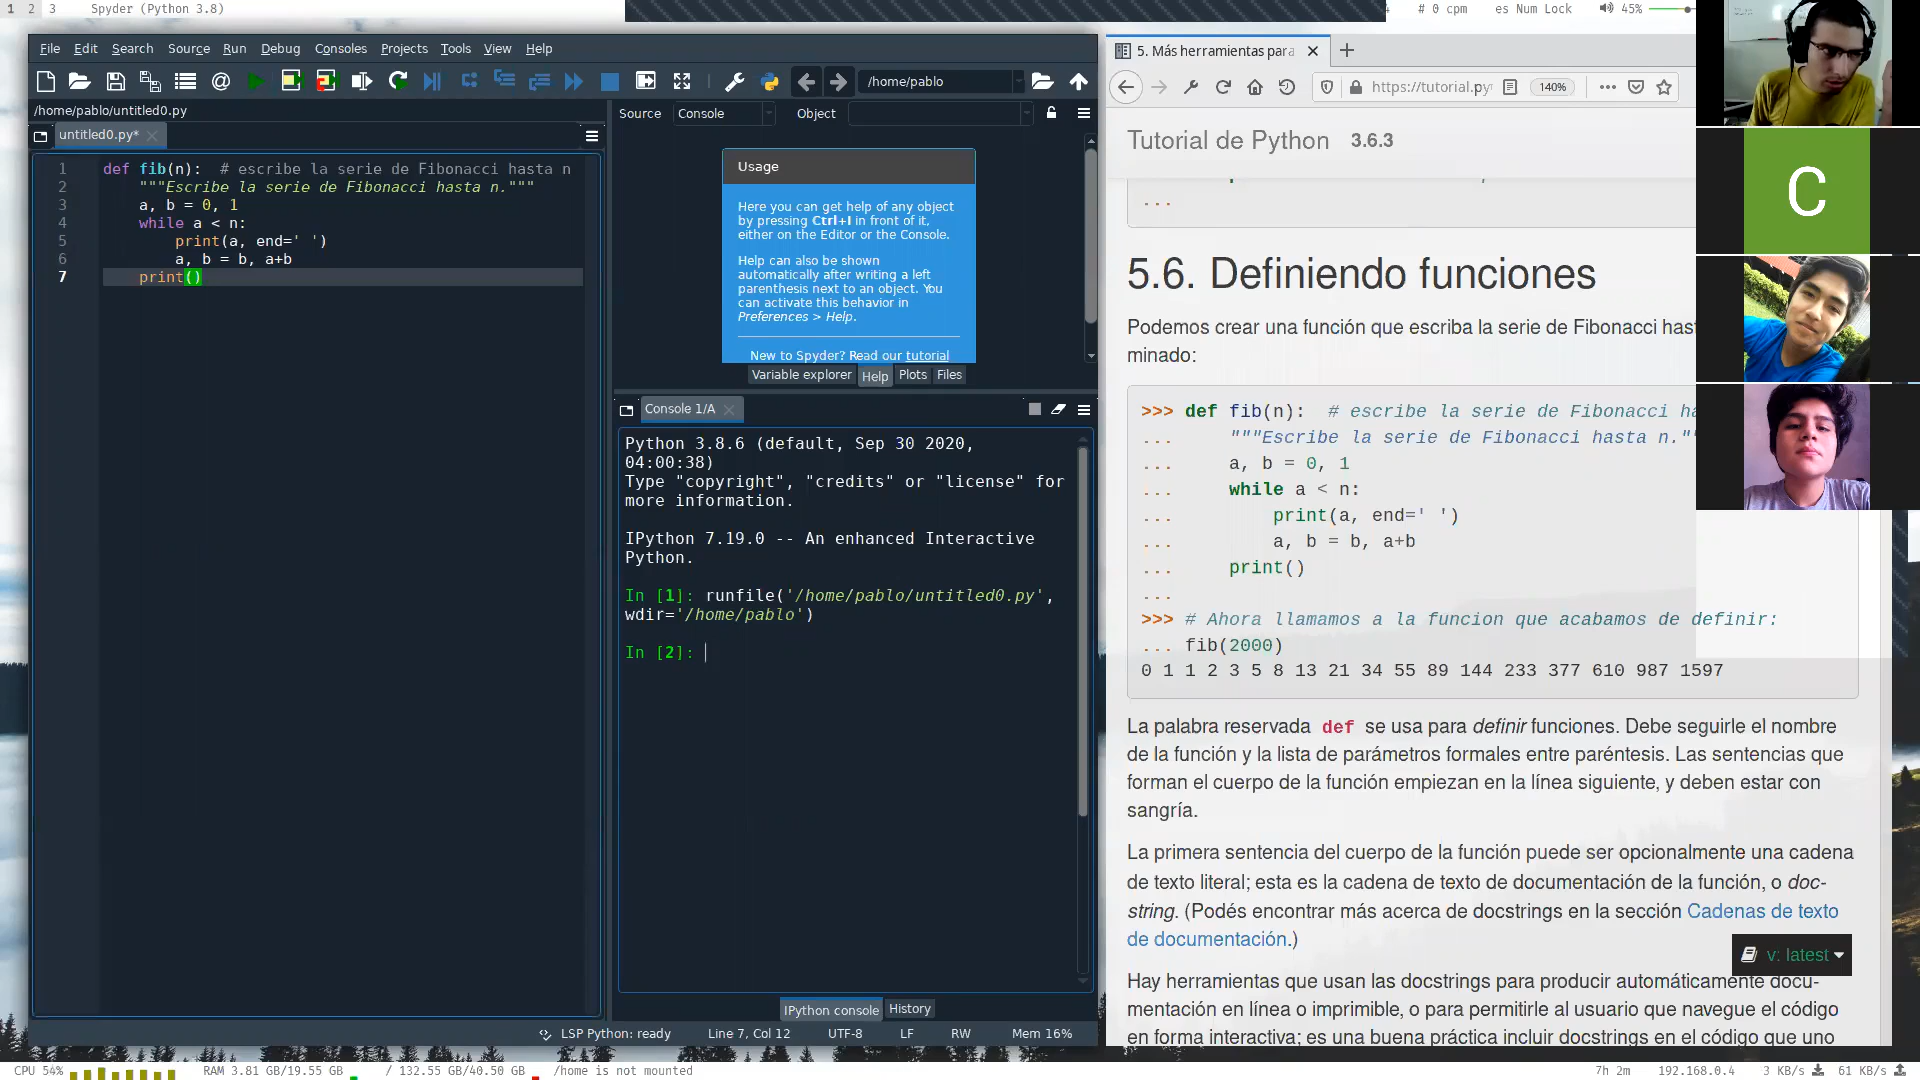 1 2 3 Spyder (Python 3.8)
# 0 cpm es Num Lock 45%
File Edit Search Source Run Debug Consoles Projects Tools View Help
/home/pablo
/home/pablo/untitled0.py
untitled0.py*
1 def fib(n):  # escribe la serie de Fibonacci hasta n
2     """Escribe la serie de Fibonacci hasta n."""
3     a, b = 0, 1
4     while a < n:
5         print(a, end=' ')
6         a, b = b, a+b
7     print()
Source Console Object
Usage
Here you can get help of any object
by pressing Ctrl+I in front of it,
either on the Editor or the Console.
Help can also be shown
automatically after writing a left
parenthesis next to an object. You
can activate this behavior in
Preferences > Help.
New to Spyder? Read our tutorial
Variable explorer Help Plots Files
Console 1/A
Python 3.8.6 (default, Sep 30 2020,
04:00:38)
Type "copyright", "credits" or "license" for
more information.
IPython 7.19.0 -- An enhanced Interactive
Python.
In [1]: runfile('/home/pablo/untitled0.py',
wdir='/home/pablo')
In [2]:
IPython console History
LSP Python: ready Line 7, Col 12 UTF-8 LF RW Mem 16%
5. Más herramientas para
https://tutorial.py 140%
Tutorial de Python 3.6.3
...
5.6. Definiendo funciones
Podemos crear una función que escriba la serie de Fibonacci hast
minado:
>>> def fib(n):  # escribe la serie de Fibonacci ha
...     """Escribe la serie de Fibonacci hasta n."""
...     a, b = 0, 1
...     while a < n:
...         print(a, end=' ')
...         a, b = b, a+b
...     print()
...
>>> # Ahora llamamos a la funcion que acabamos de definir:
... fib(2000)
0 1 1 2 3 5 8 13 21 34 55 89 144 233 377 610 987 1597
La palabra reservada def se usa para definir funciones. Debe seguirle el nombre
de la función y la lista de parámetros formales entre paréntesis. Las sentencias que
forman el cuerpo de la función empiezan en la línea siguiente, y deben estar con
sangría.
La primera sentencia del cuerpo de la función puede ser opcionalmente una cadena
de texto literal; esta es la cadena de texto de documentación de la función, o doc-
string. (Podés encontrar más acerca de docstrings en la sección Cadenas de texto
de documentación.)
v: latest
Hay herramientas que usan las docstrings para producir automáticamente docu-
mentación en línea o imprimible, o para permitirle al usuario que navegue el código
en forma interactiva; es una buena práctica incluir docstrings en el código que uno
C
CPU 54% RAM 3.81 GB/19.55 GB / 132.55 GB/40.50 GB /home is not mounted
7h 2m 192.168.0.4 3 KB/s 61 KB/s